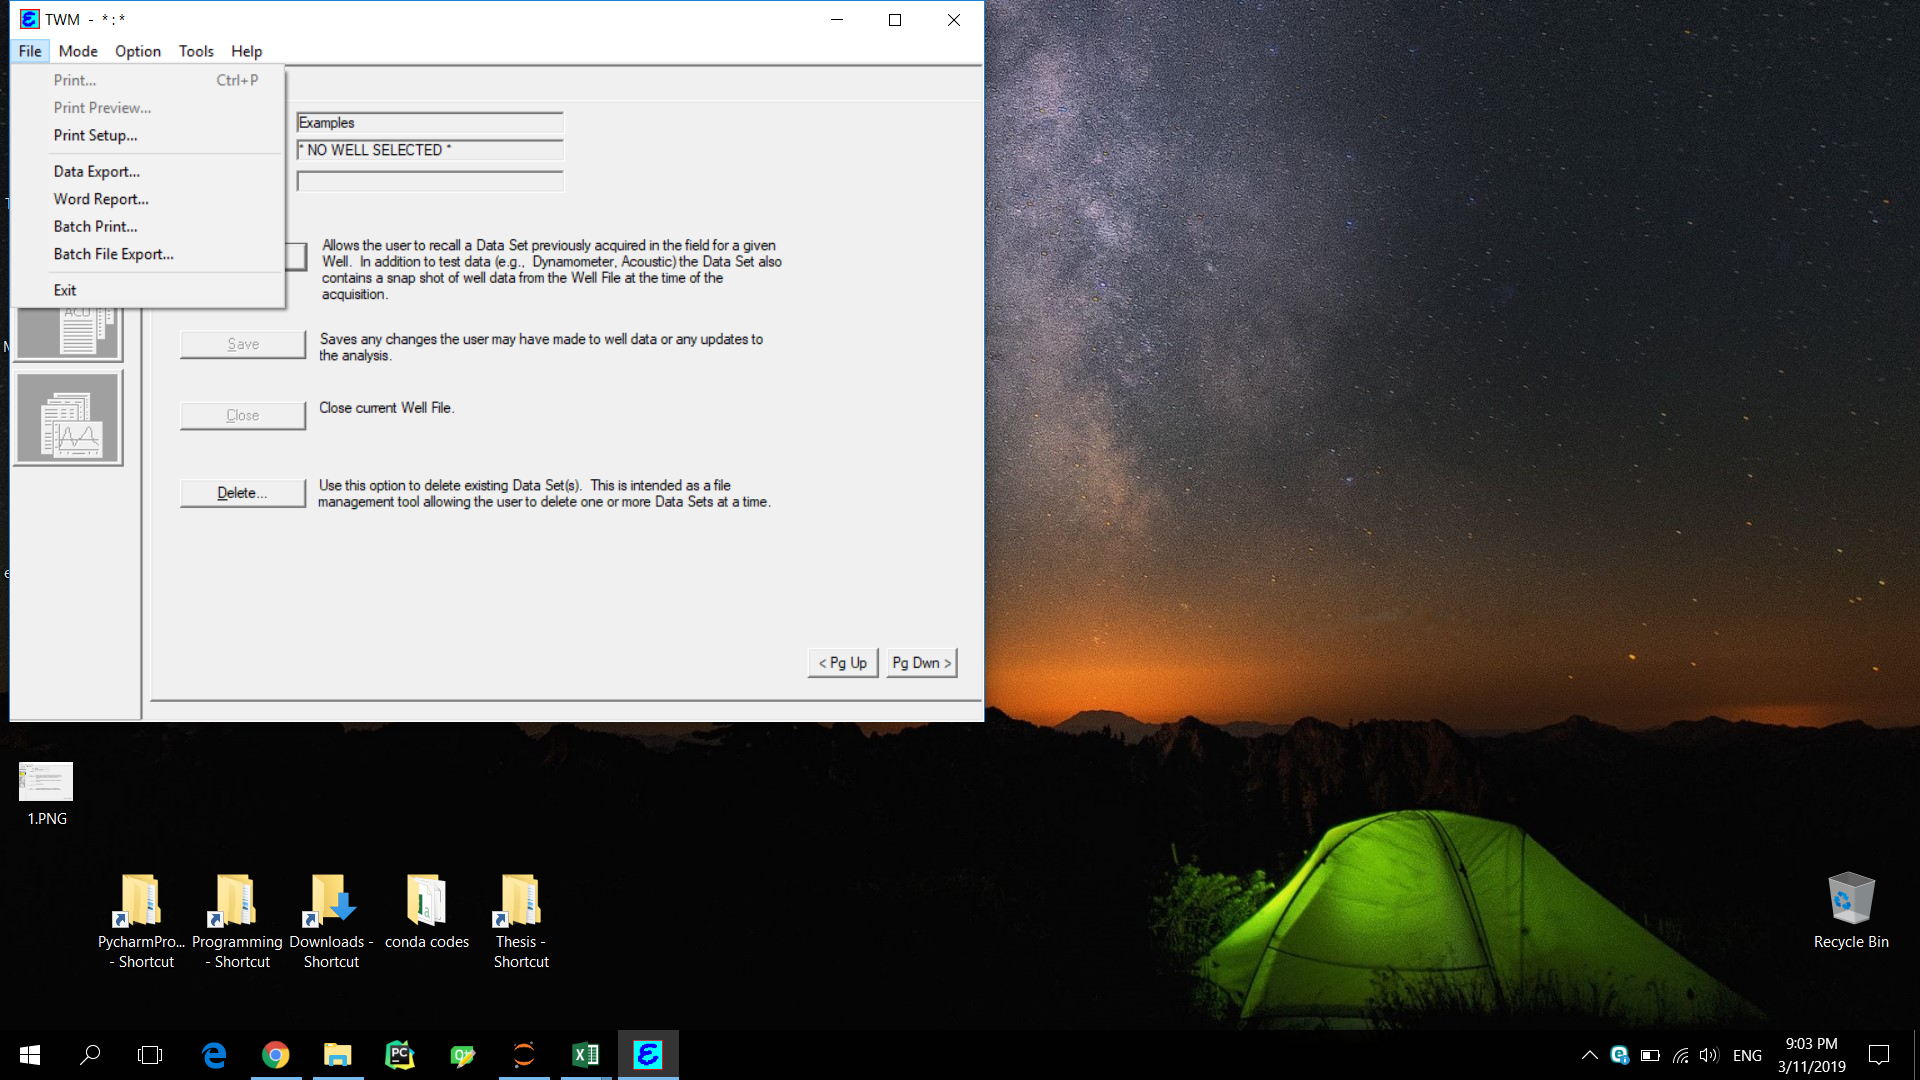 TWM - *:*
File Mode Option Tools Help
Print... Ctrl+P
Print Preview...
Print Setup...
Data Export...
Word Report...
Batch Print...
Batch File Export...
Exit
Examples
* NO WELL SELECTED *
Allows the user to recall a Data Set previously acquired in the field for a given
Well. In addition to test data (e.g., Dynamometer, Acoustic) the Data Set also
contains a snap shot of well data from the Well File at the time of the
acquisition.
ACU
Save
Saves any changes the user may have made to well data or any updates to
the analysis.
Close
Close current Well File.
Delete...
Use this option to delete existing Data Set(s). This is intended as a file
management tool allowing the user to delete one or more Data Sets at a time.
< Pg Up
Pg Dwn >
1.PNG
PycharmPro...
- Shortcut
Programming
- Shortcut
Downloads -
Shortcut
conda codes
Thesis -
Shortcut
Recycle Bin
ENG
9:03 PM
3/11/2019